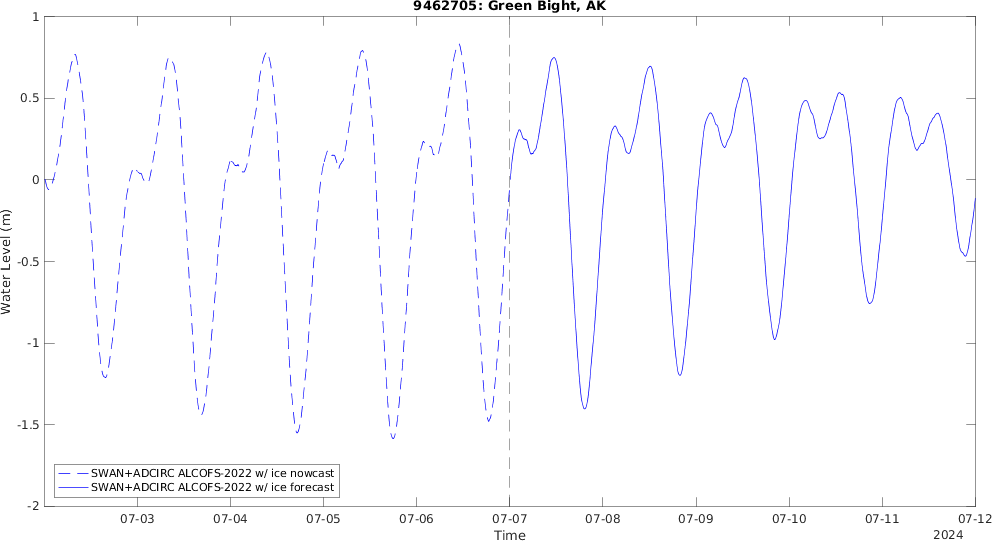 9462705: Green Bight, AK
1
0.5
0
-0.5
-1
-1.5
-2
Water Level (m)
SWAN+ADCIRC ALCOFS-2022 w/ ice nowcast
SWAN+ADCIRC ALCOFS-2022 w/ ice forecast
07-03 07-04 07-05 07-06 07-07 07-08 07-09 07-10 07-11 07-12
Time
2024